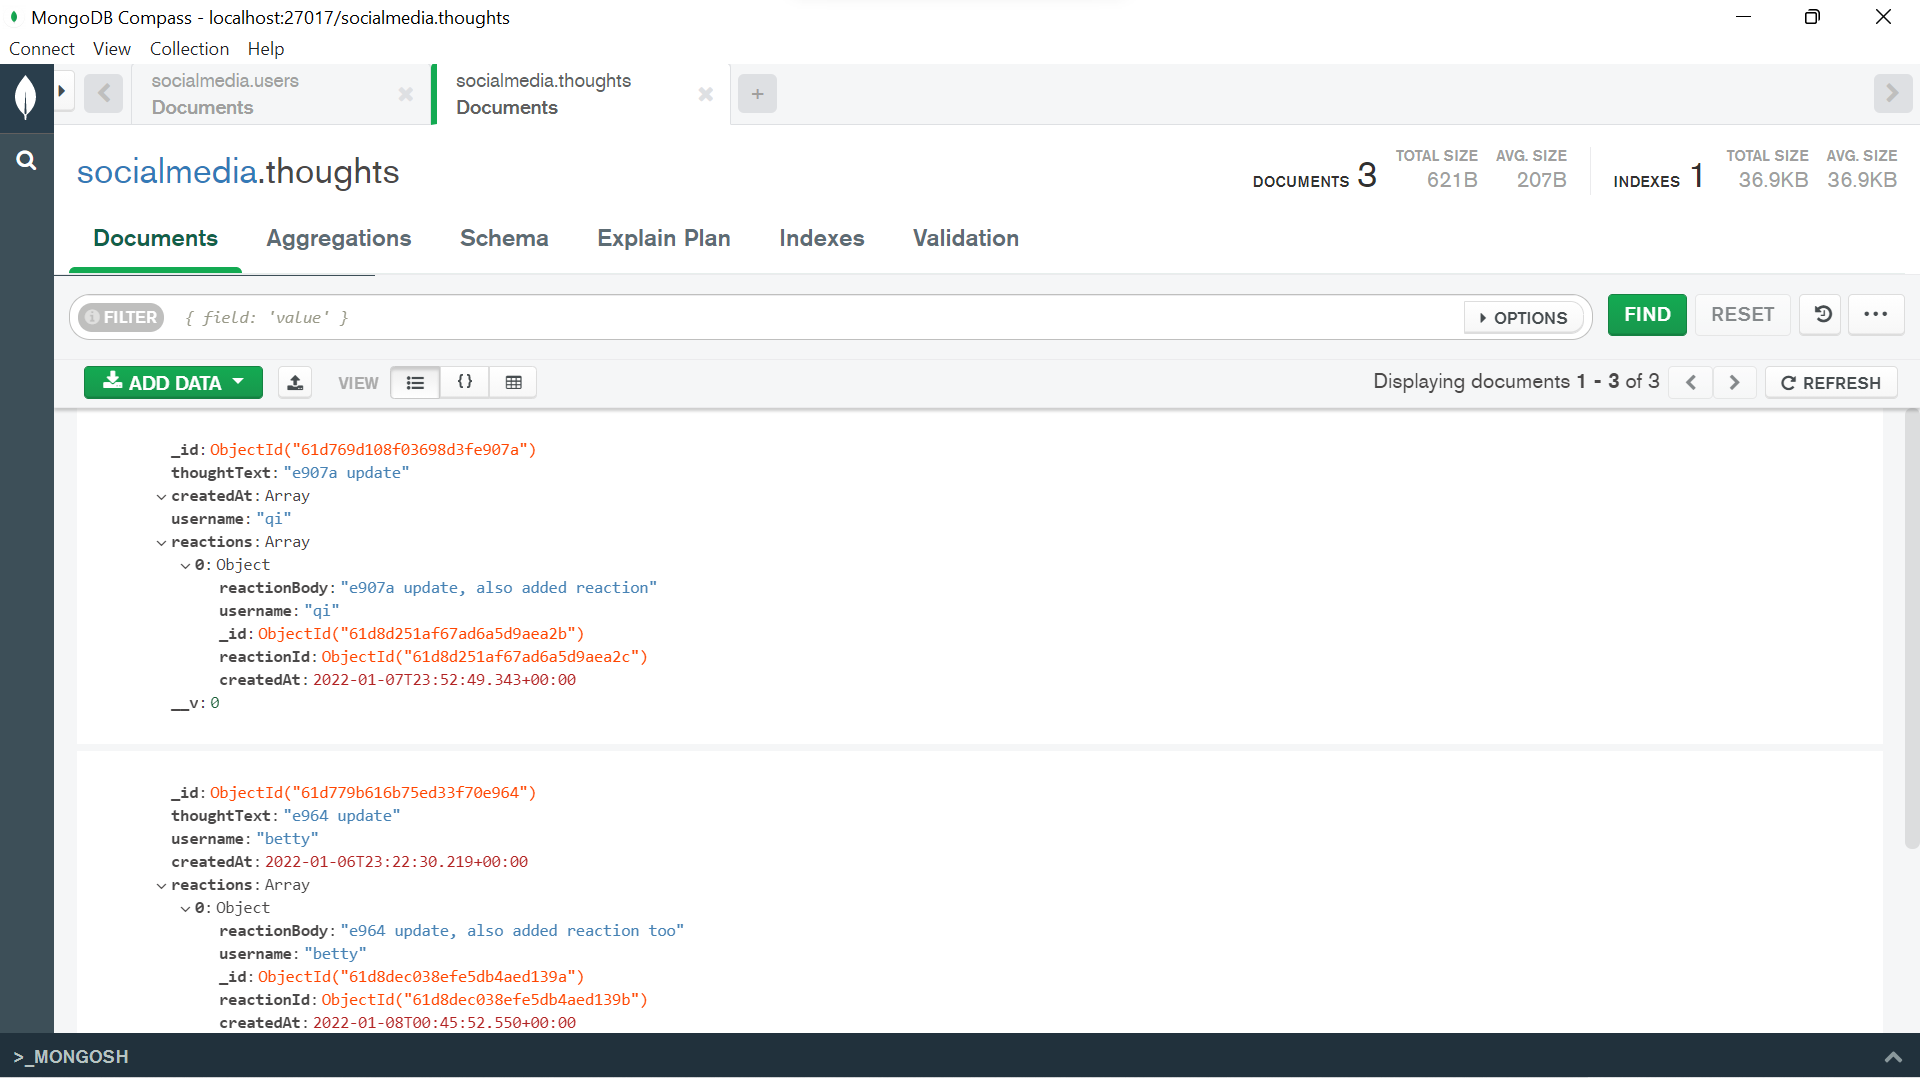 MongoDB Compass - localhost:27017/socialmedia.thoughts
Connect View Collection Help
socialmedia.users
Documents
socialmedia.thoughts
Documents
socialmedia.thoughts
DOCUMENTS 3 TOTAL SIZE 621B AVG. SIZE 207B INDEXES 1 TOTAL SIZE 36.9KB AVG. SIZE 36.9KB
Documents Aggregations Schema Explain Plan Indexes Validation
FILTER { field: 'value' } OPTIONS FIND RESET ...
ADD DATA VIEW {} Displaying documents 1 - 3 of 3 REFRESH
_id: ObjectId("61d769d108f03698d3fe907a")
thoughtText: "e907a update"
createdAt: Array
username: "qi"
reactions: Array
0: Object
reactionBody: "e907a update, also added reaction"
username: "qi"
_id: ObjectId("61d8d251af67ad6a5d9aea2b")
reactionId: ObjectId("61d8d251af67ad6a5d9aea2c")
createdAt: 2022-01-07T23:52:49.343+00:00
__v: 0
_id: ObjectId("61d779b616b75ed33f70e964")
thoughtText: "e964 update"
username: "betty"
createdAt: 2022-01-06T23:22:30.219+00:00
reactions: Array
0: Object
reactionBody: "e964 update, also added reaction too"
username: "betty"
_id: ObjectId("61d8dec038efe5db4aed139a")
reactionId: ObjectId("61d8dec038efe5db4aed139b")
createdAt: 2022-01-08T00:45:52.550+00:00
>_MONGOSH